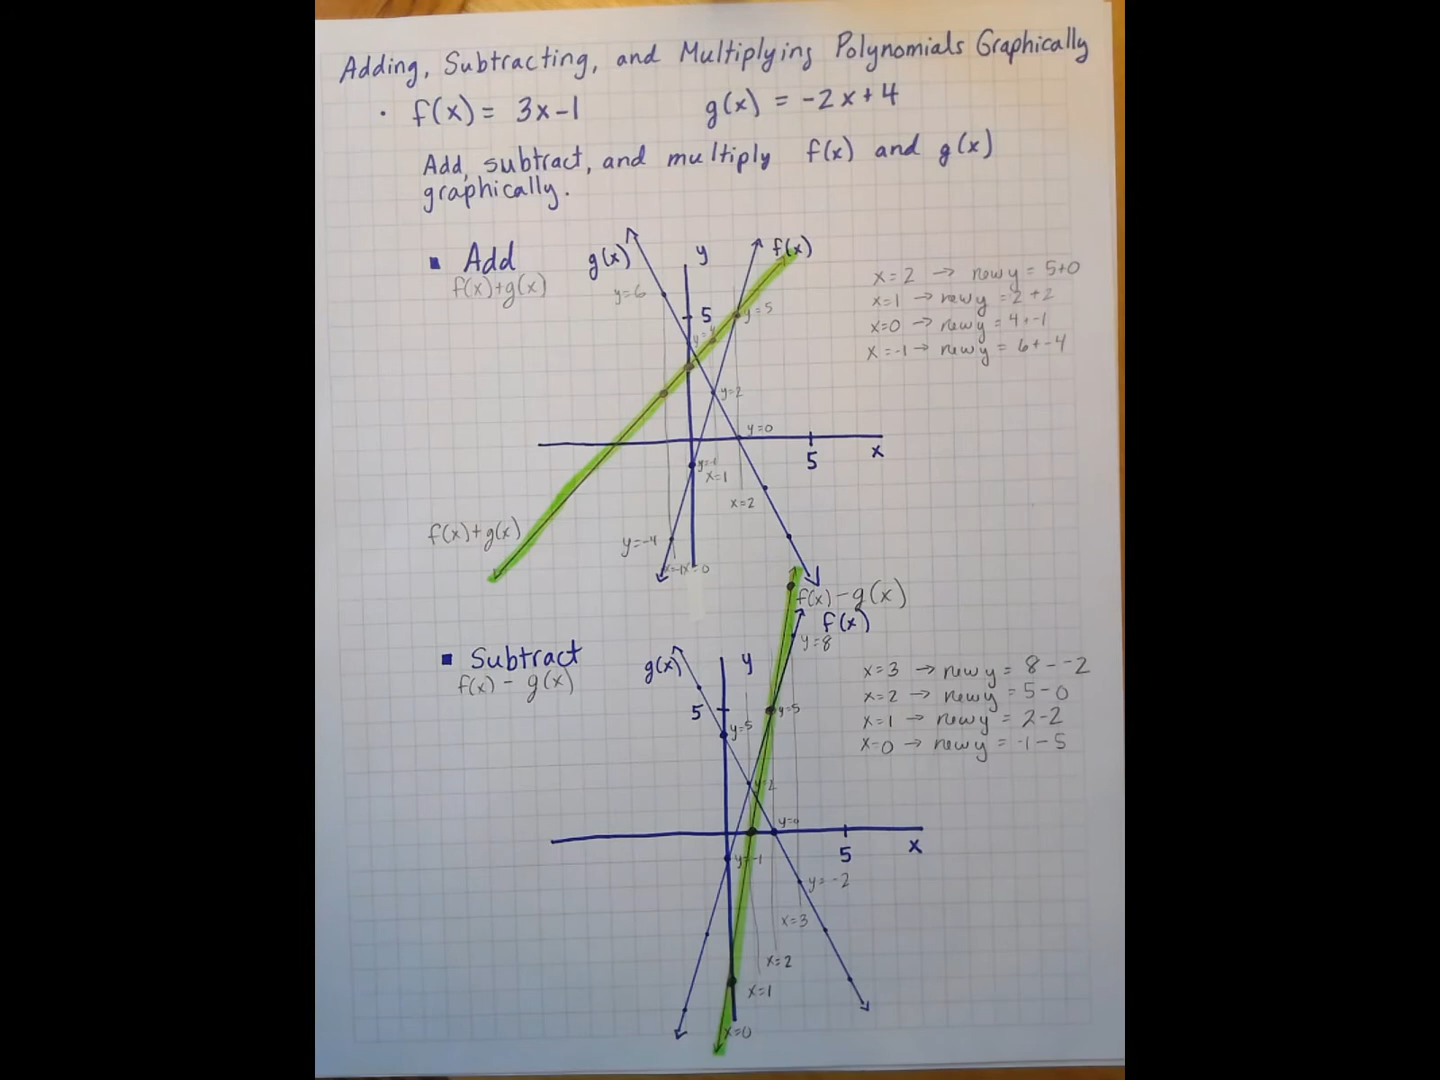 Adding, Subtracting, and Multiplying Polynomials Graphically
· f(x) = 3x-1 g(x) = -2x+4
Add, subtract, and multiply f(x) and g(x)
graphically.
▪ Add
f(x)+g(x)
g(x)
y
f(x)
y=6
5
y=5
y=4
y=2
y=0
5
x
y=-1
x=1
x=2
f(x)+g(x)
y=-4
x=-1 x=0
x=2 → new y = 5+0
x=1 → new y = 2+2
x=0 → new y = 4+-1
x=-1 → new y = 6+-4
▪ Subtract
f(x) - g(x)
f(x) - g(x)
f(x)
y=8
g(x)
y
5
y=5
y=5
y=2
y=0
5
x
y=-1
y=-2
x=3
x=2
x=1
x=0
x=3 → new y = 8--2
x=2 → new y = 5-0
x=1 → new y = 2-2
x=0 → new y = -1-5